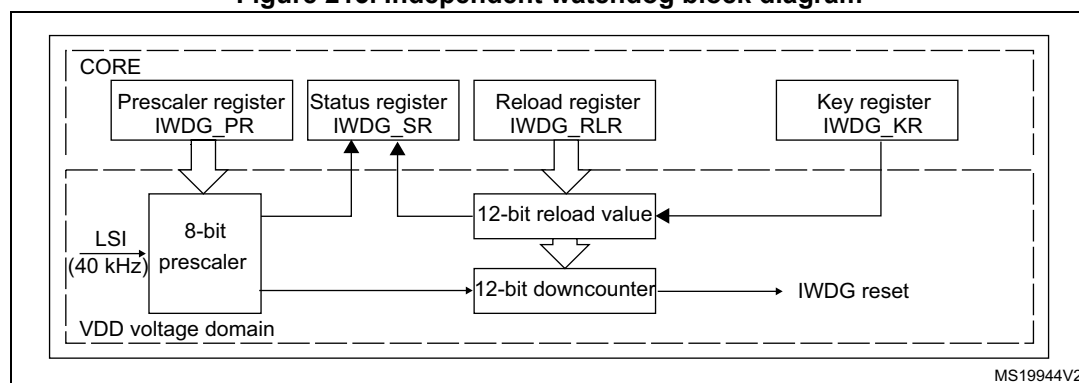 Figure 210. Independent watchdog block diagram
CORE
Prescaler register
IWDG_PR
Status register
IWDG_SR
Reload register
IWDG_RLR
Key register
IWDG_KR
12-bit reload value
8-bit
prescaler
LSI
(40 kHz)
12-bit downcounter
IWDG reset
VDD voltage domain
MS19944V2